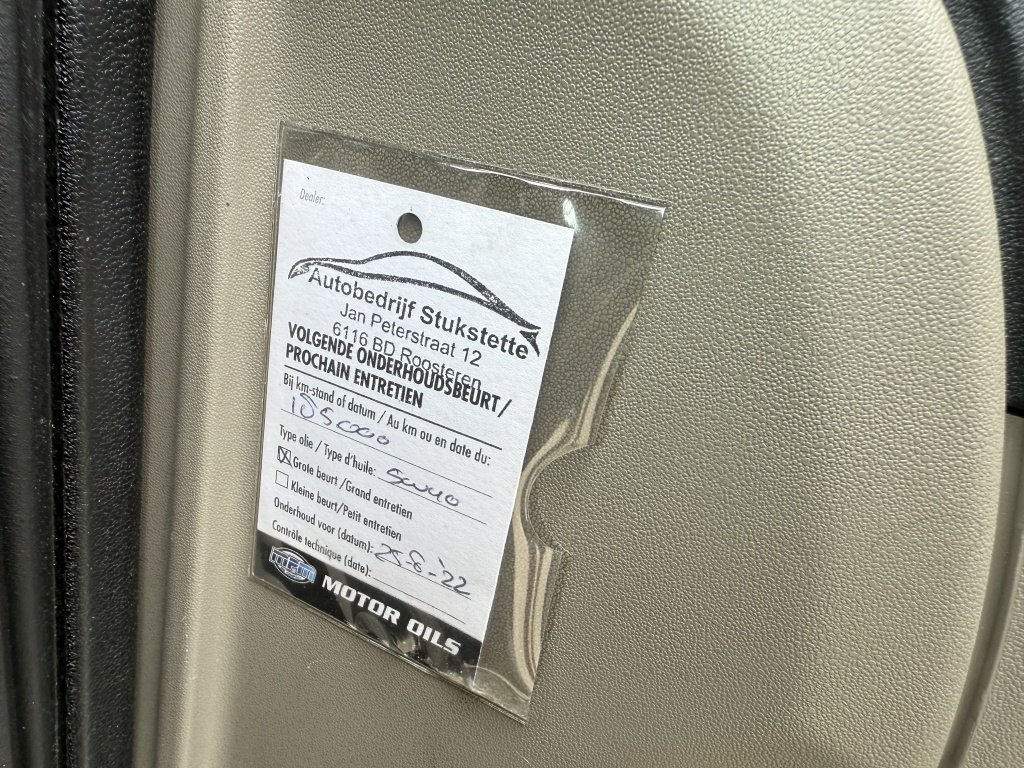 Dealer:
Autobedrijf Stukstette
Jan Peterstraat 12
6116 BD Roosteren
VOLGENDE ONDERHOUDSBEURT/
PROCHAIN ENTRETIEN
Bij km-stand of datum / Au km ou en date du:
105000
Type olie / Type d'huile: 5W40
Grote beurt /Grand entretien
Kleine beurt/Petit entretien
Onderhoud voor (datum): 25-8-'22
Contrôle technique (date):
MOTOR OILS